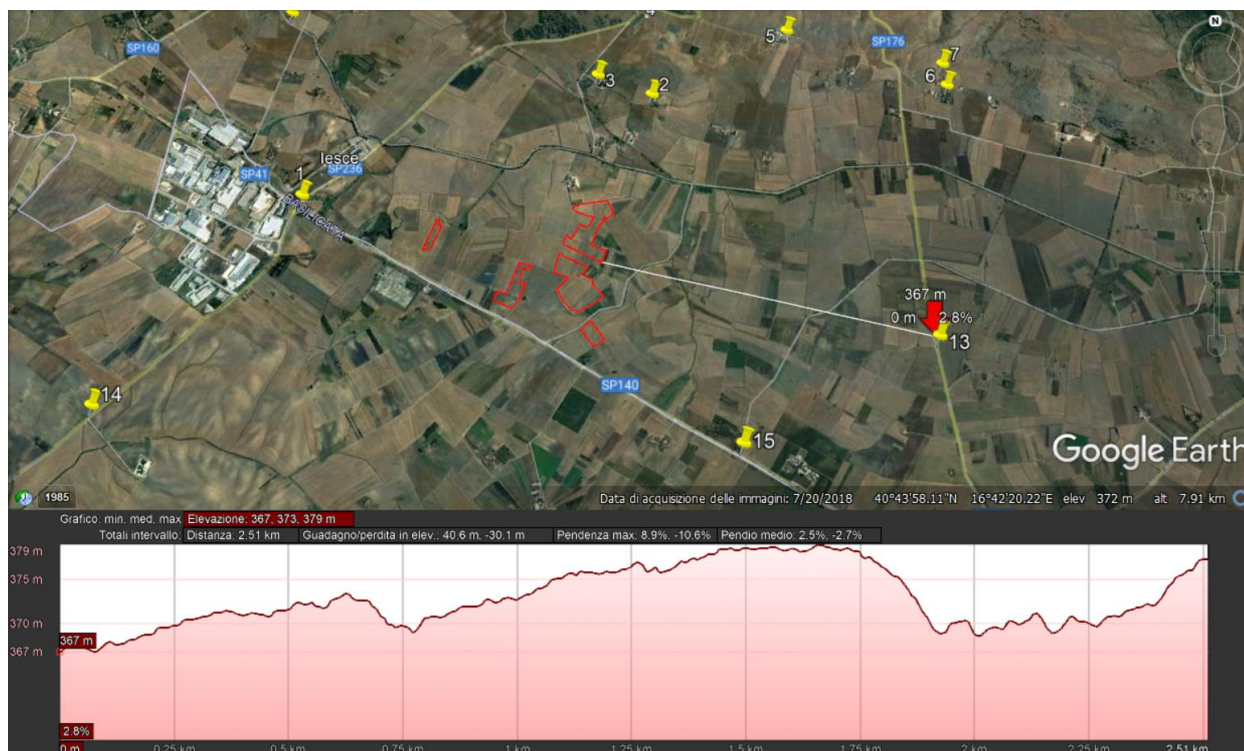 SP160
SP176
5
7
6
3
2
Iesce
SP41
SP236
1
BASILICATA
367 m
0 m 2.8%
13
SP140
14
15
N
Google Earth
1985
Data di acquisizione delle immagini: 7/20/2018 40°43'58.11"N 16°42'20.22"E elev 372 m alt 7.91 km
Grafico: min. med. max Elevazione: 367, 373, 379 m
Totali intervallo: Distanza: 2.51 km Guadagno/perdita in elev.: 40.6 m, -30.1 m Pendenza max: 8.9%, -10.6% Pendio medio: 2.5%, -2.7%
379 m
375 m
370 m
367 m
367 m
2.8%
0 m 0.25 km 0.5 km 0.75 km 1 km 1.25 km 1.5 km 1.75 km 2 km 2.25 km 2.51 km